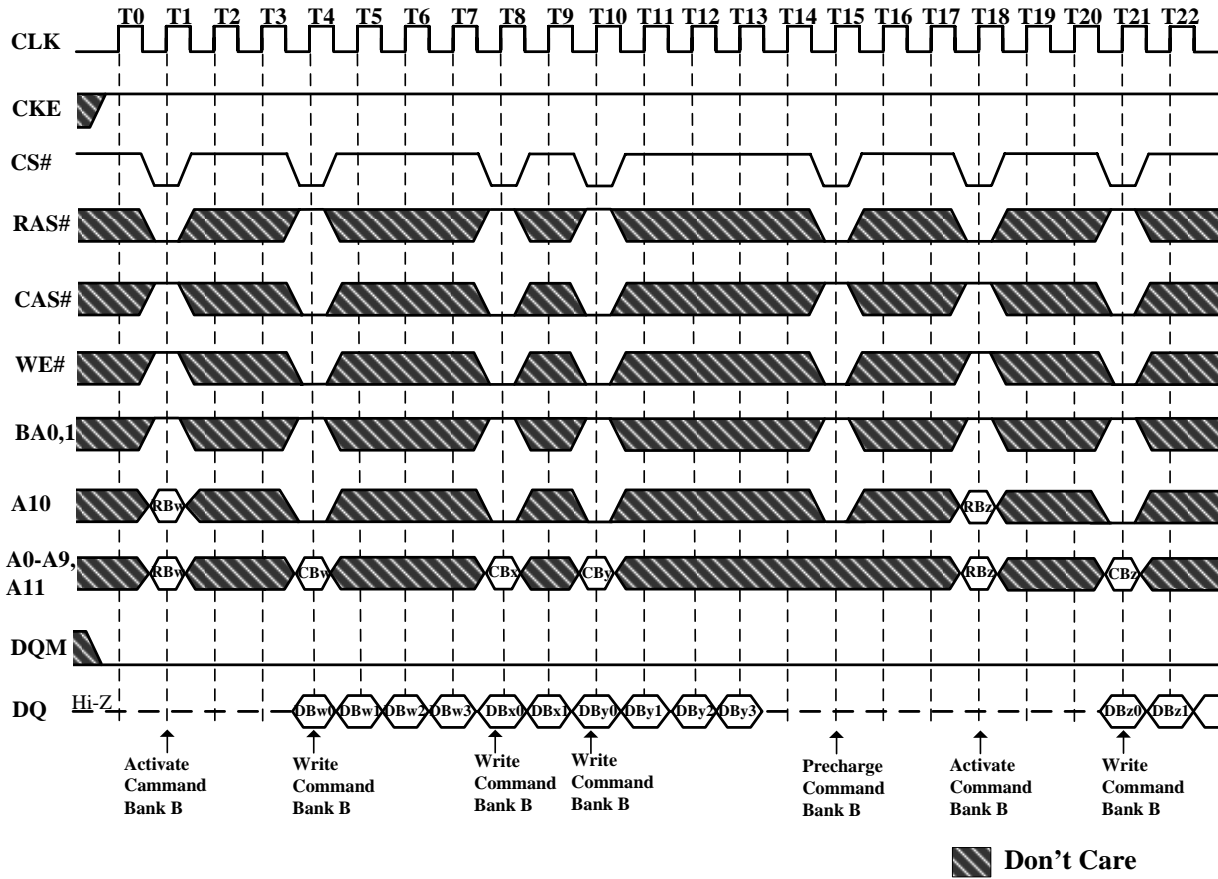 T0 T1 T2 T3 T4 T5 T6 T7 T8 T9 T10 T11 T12 T13 T14 T15 T16 T17 T18 T19 T20 T21 T22
CLK
CKE
CS#
RAS#
CAS#
WE#
BA0,1
A10 RBw RBz
A0-A9,
A11 RBw CBw CBx CBy RBz CBz
DQM
DQ Hi-Z DBw0 DBw1 DBw2 DBw3 DBx0 DBx1 DBy0 DBy1 DBy2 DBy3 DBz0 DBz1
Activate
Cammand
Bank B
Write
Command
Bank B
Write
Command
Bank B
Write
Command
Bank B
Precharge
Command
Bank B
Activate
Command
Bank B
Write
Command
Bank B
Don't Care